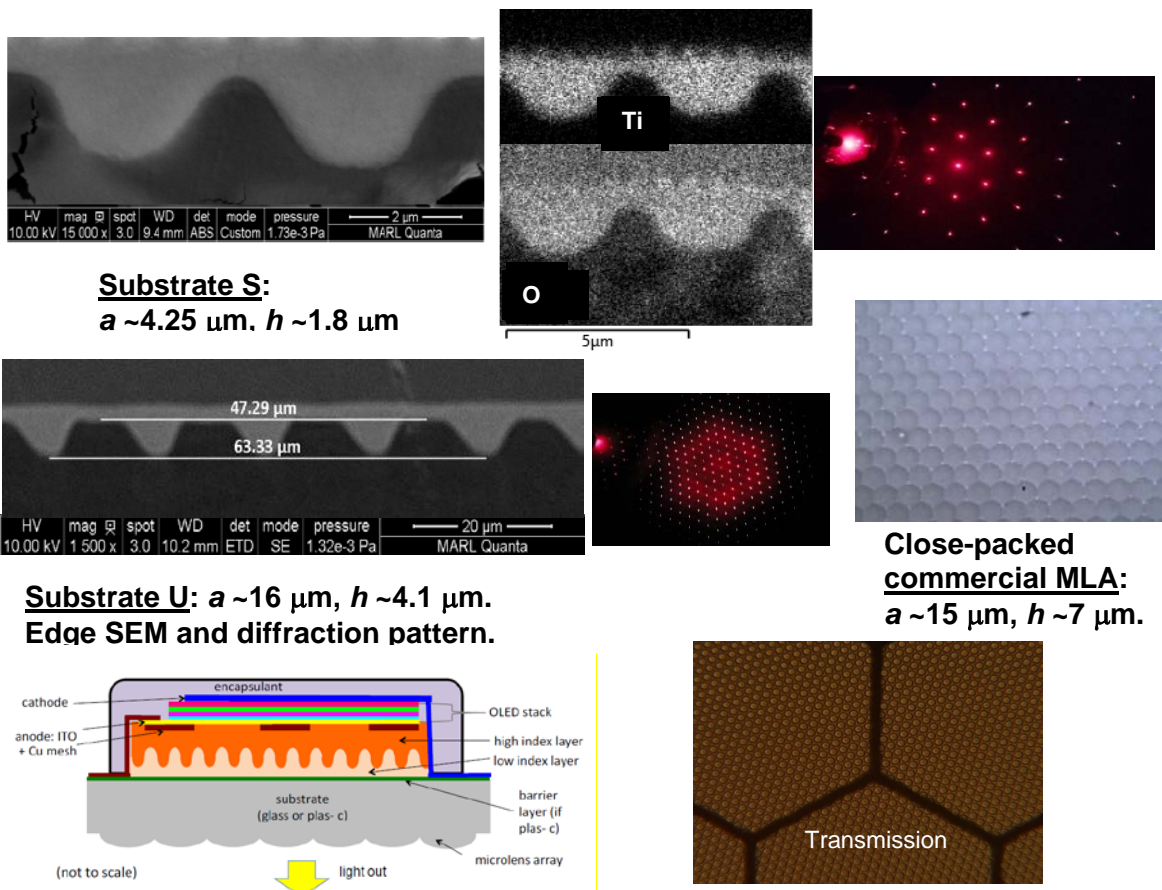 Ti
O
HV mag spot WD det mode pressure 2 μm
10.00 kV 15 000 x 3.0 9.4 mm ABS Custom 1.73e-3 Pa MARL Quanta
5μm
Substrate S:
a ~4.25 μm, h ~1.8 μm
47.29 μm
63.33 μm
HV mag spot WD det mode pressure 20 μm
10.00 kV 1 500 x 3.0 10.2 mm ETD SE 1.32e-3 Pa MARL Quanta
Substrate U: a ~16 μm, h ~4.1 μm.
Edge SEM and diffraction pattern.
Close-packed
commercial MLA:
a ~15 μm, h ~7 μm.
encapsulant
cathode
OLED stack
anode: ITO
+ Cu mesh
high index layer
low index layer
substrate
(glass or plas- c)
barrier
layer (if
plas- c)
microlens array
(not to scale)
light out
Transmission